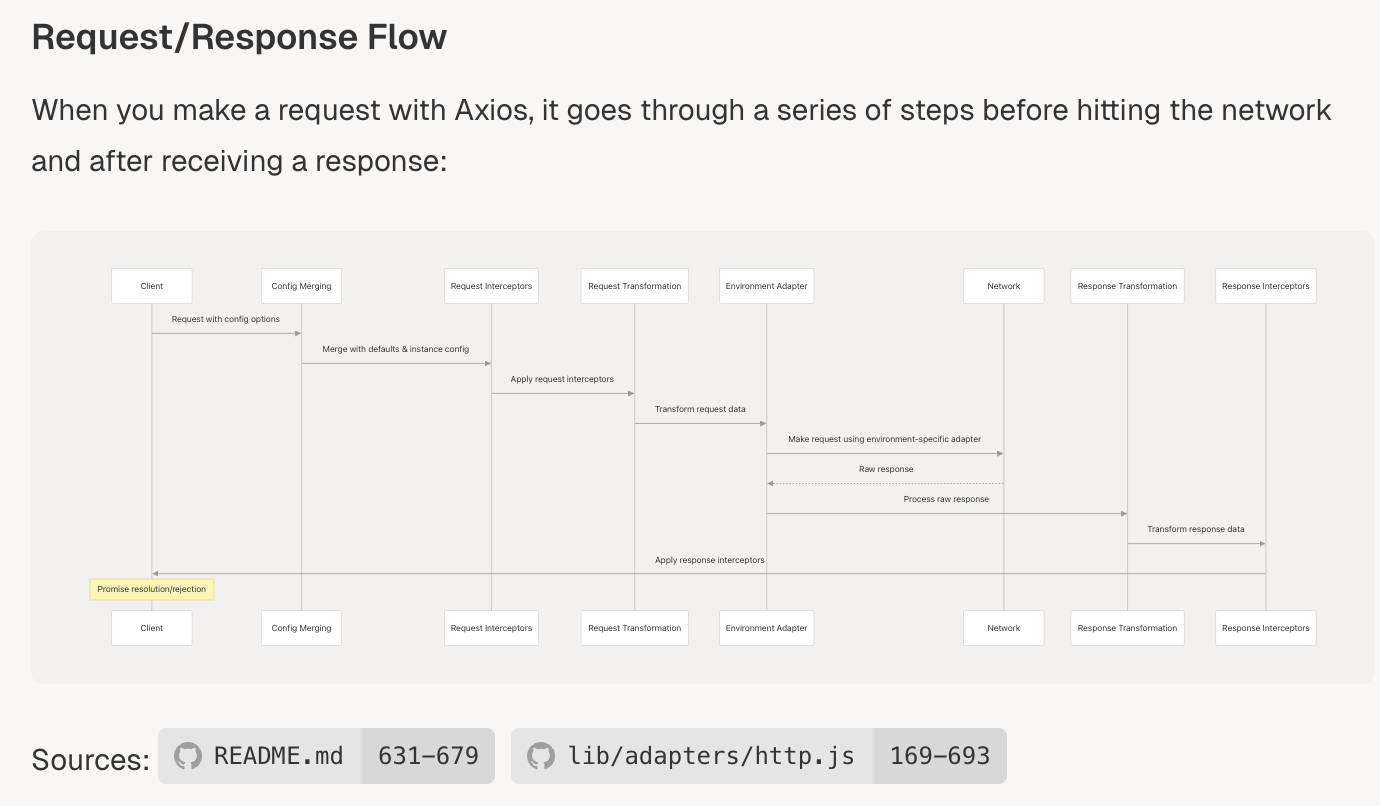 Request/Response Flow
When you make a request with Axios, it goes through a series of steps before hitting the network
and after receiving a response:
Client
Config Merging
Request Interceptors
Request Transformation
Environment Adapter
Network
Response Transformation
Response Interceptors
Request with config options
Merge with defaults & instance config
Apply request interceptors
Transform request data
Make request using environment-specific adapter
Raw response
Process raw response
Transform response data
Apply response interceptors
Promise resolution/rejection
Client
Config Merging
Request Interceptors
Request Transformation
Environment Adapter
Network
Response Transformation
Response Interceptors
Sources: README.md 631–679 lib/adapters/http.js 169–693